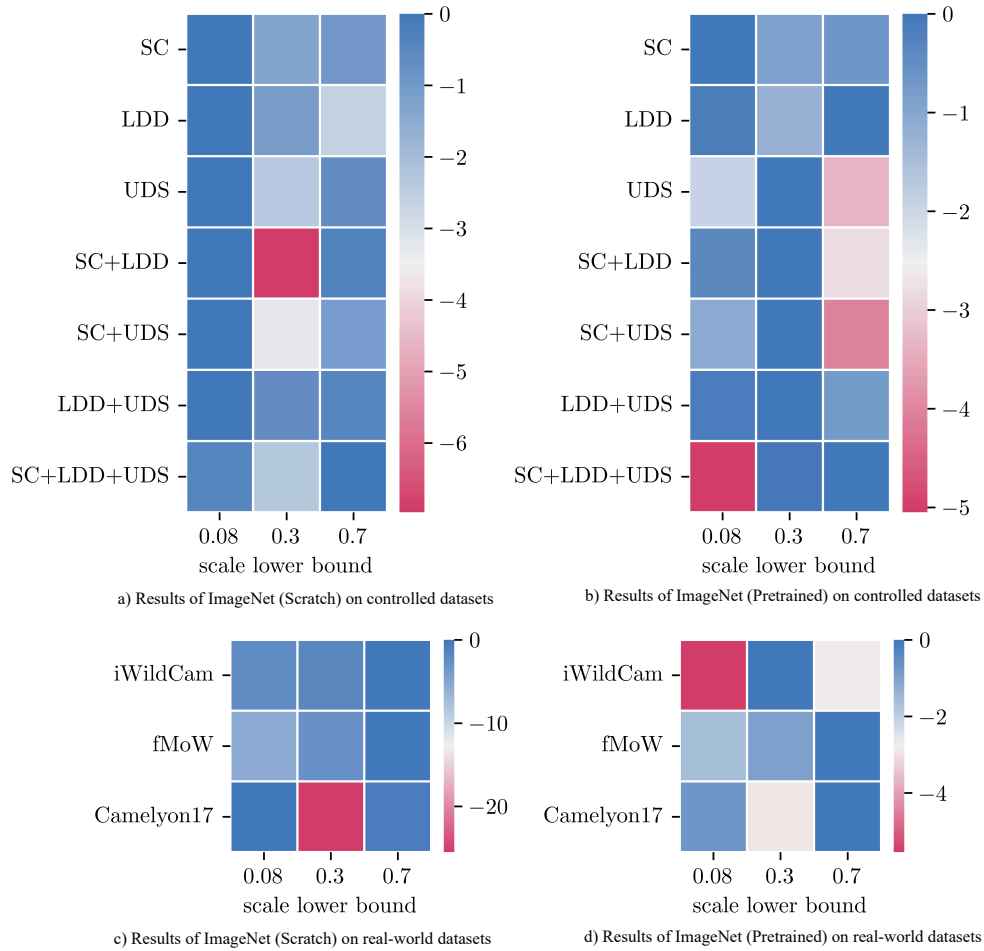 SC
LDD
UDS
SC+LDD
SC+UDS
LDD+UDS
SC+LDD+UDS
0.08 0.3 0.7
scale lower bound
0
−1
−2
−3
−4
−5
−6
a) Results of ImageNet (Scratch) on controlled datasets
SC
LDD
UDS
SC+LDD
SC+UDS
LDD+UDS
SC+LDD+UDS
0.08 0.3 0.7
scale lower bound
0
−1
−2
−3
−4
−5
b) Results of ImageNet (Pretrained) on controlled datasets
iWildCam
fMoW
Camelyon17
0.08 0.3 0.7
scale lower bound
0
−10
−20
c) Results of ImageNet (Scratch) on real-world datasets
iWildCam
fMoW
Camelyon17
0.08 0.3 0.7
scale lower bound
0
−2
−4
d) Results of ImageNet (Pretrained) on real-world datasets